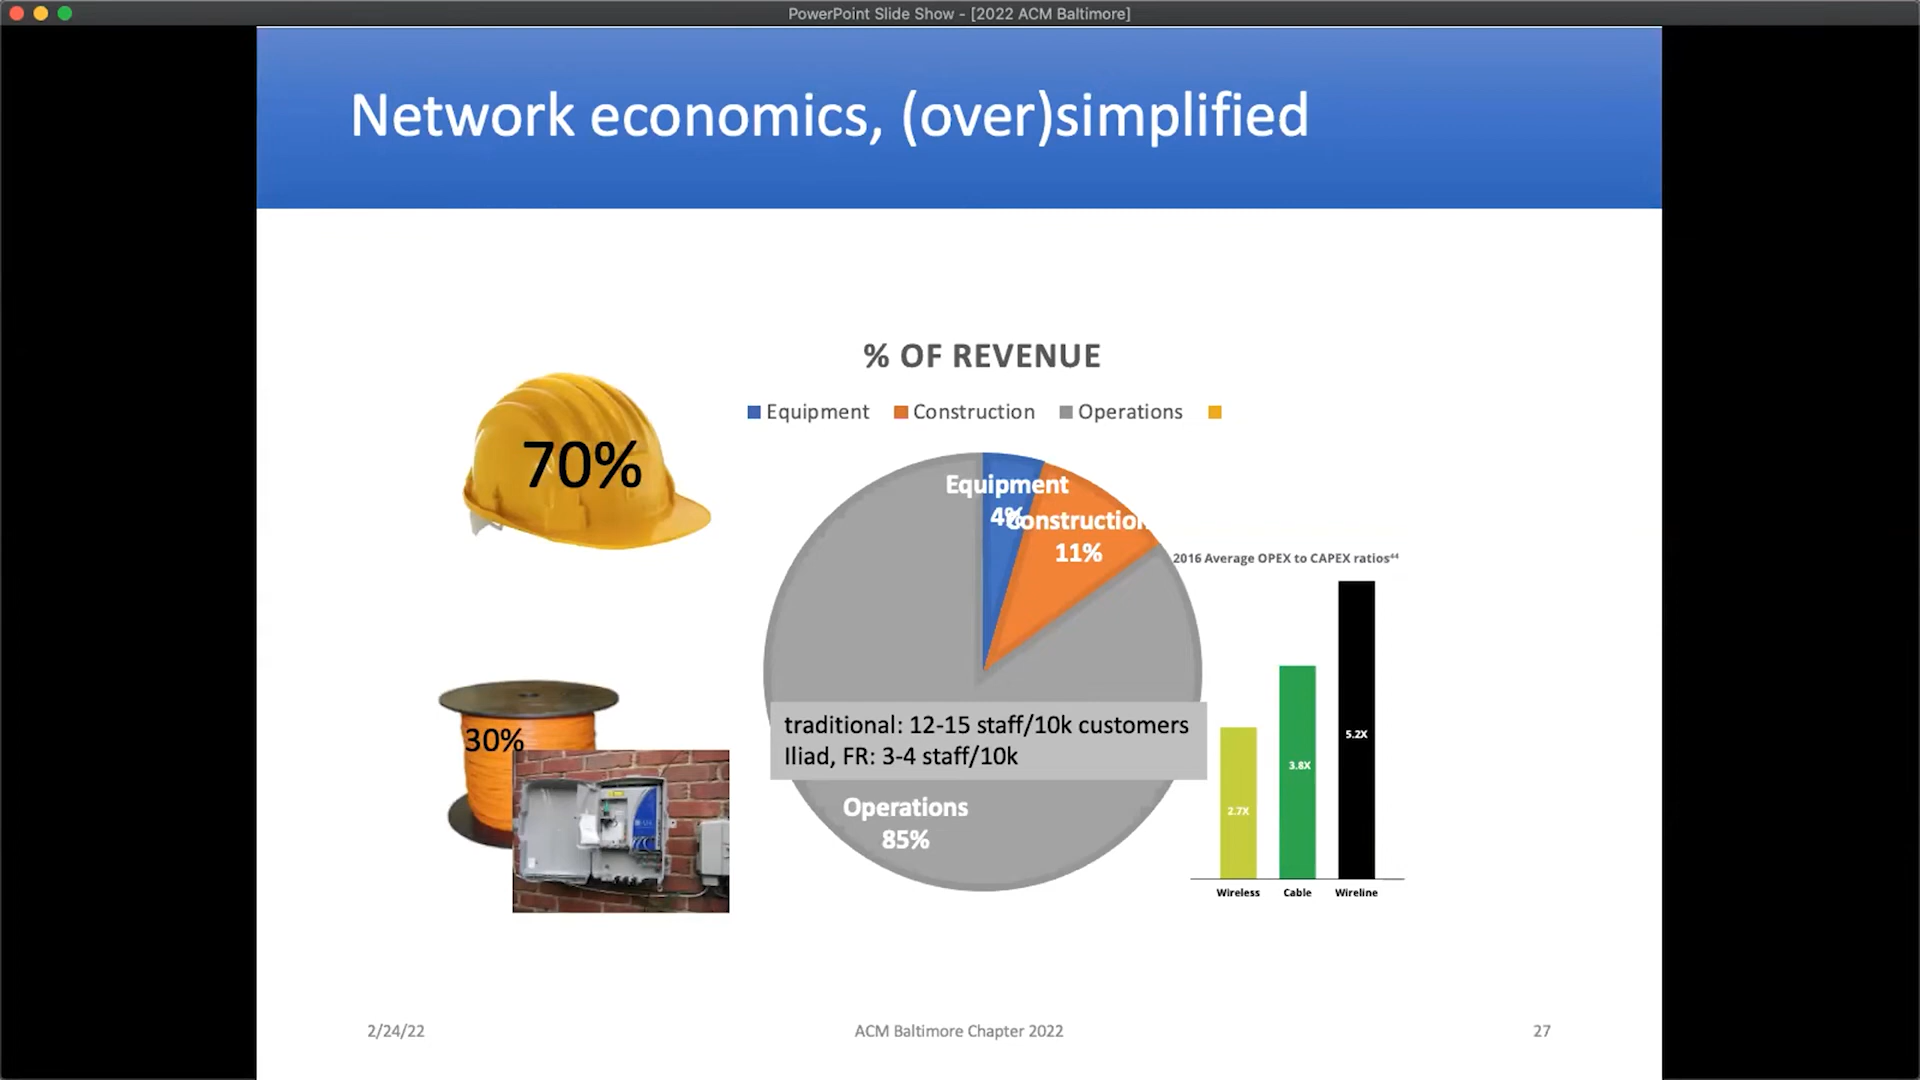 PowerPoint Slide Show - [2022 ACM Baltimore]
Network economics, (over)simplified
% OF REVENUE
Equipment Construction Operations
70%
Equipment
4%
Construction
11%
2016 Average OPEX to CAPEX ratios⁴⁴
30%
traditional: 12-15 staff/10k customers
Iliad, FR: 3-4 staff/10k
Operations
85%
2.7X
3.8X
5.2X
Wireless Cable Wireline
2/24/22 ACM Baltimore Chapter 2022 27